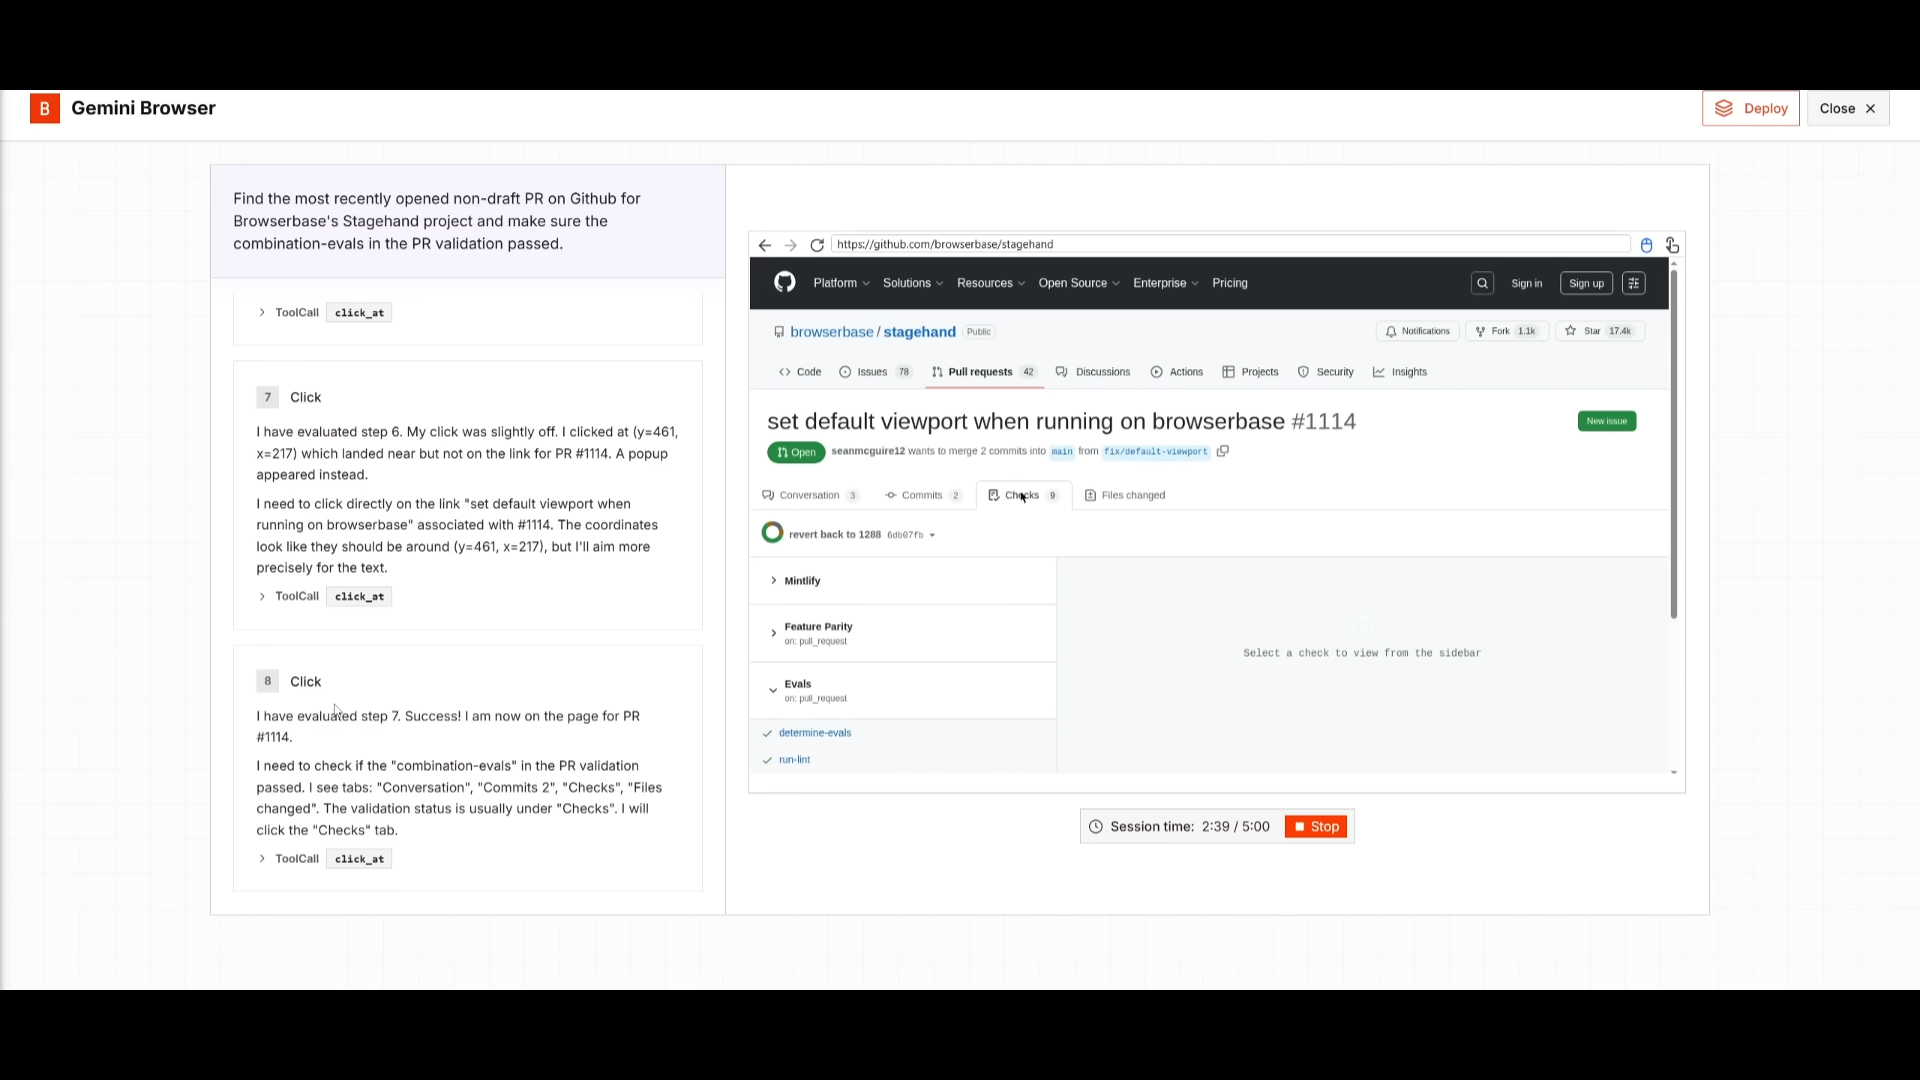 B Gemini Browser
Deploy
Close
Find the most recently opened non-draft PR on Github for
Browserbase's Stagehand project and make sure the
combination-evals in the PR validation passed.
ToolCall click_at
7 Click
I have evaluated step 6. My click was slightly off. I clicked at (y=461,
x=217) which landed near but not on the link for PR #1114. A popup
appeared instead.
I need to click directly on the link "set default viewport when
running on browserbase" associated with #1114. The coordinates
look like they should be around (y=461, x=217), but I'll aim more
precisely for the text.
ToolCall click_at
8 Click
I have evaluated step 7. Success! I am now on the page for PR
#1114.
I need to check if the "combination-evals" in the PR validation
passed. I see tabs: "Conversation", "Commits 2", "Checks", "Files
changed". The validation status is usually under "Checks". I will
click the "Checks" tab.
ToolCall click_at
https://github.com/browserbase/stagehand
Platform Solutions Resources Open Source Enterprise Pricing Sign in Sign up
browserbase / stagehand Public Notifications Fork 1.1k Star 17.4k
Code Issues 78 Pull requests 42 Discussions Actions Projects Security Insights
set default viewport when running on browserbase #1114 New issue
Open seanmcguire12 wants to merge 2 commits into main from fix/default-viewport
Conversation 3 Commits 2 Checks 9 Files changed
revert back to 1288 6db07fb
Mintlify
Feature Parity
on: pull_request
Evals
on: pull_request
determine-evals
run-lint
Select a check to view from the sidebar
Session time: 2:39 / 5:00 Stop